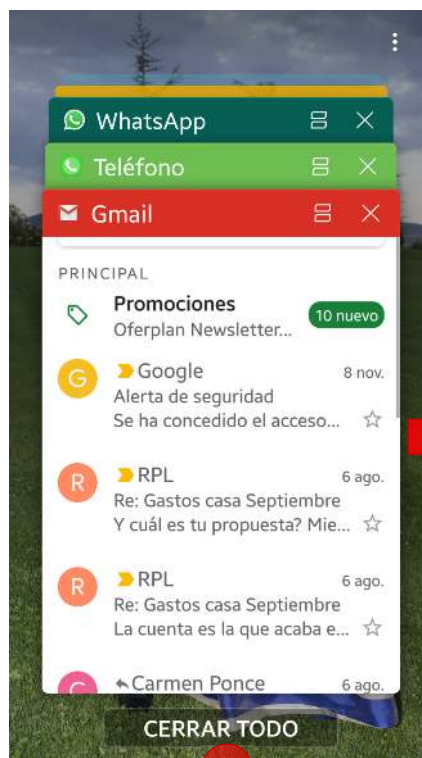 WhatsApp
Teléfono
Gmail
PRINCIPAL
Promociones
10 nuevo
Oferplan Newsletter...
G
Google
8 nov.
Alerta de seguridad
Se ha concedido el acceso...
R
RPL
6 ago.
Re: Gastos casa Septiembre
Y cuál es tu propuesta? Mie...
R
RPL
6 ago.
Re: Gastos casa Septiembre
La cuenta es la que acaba e...
C
Carmen Ponce
6 ago.
CERRAR TODO